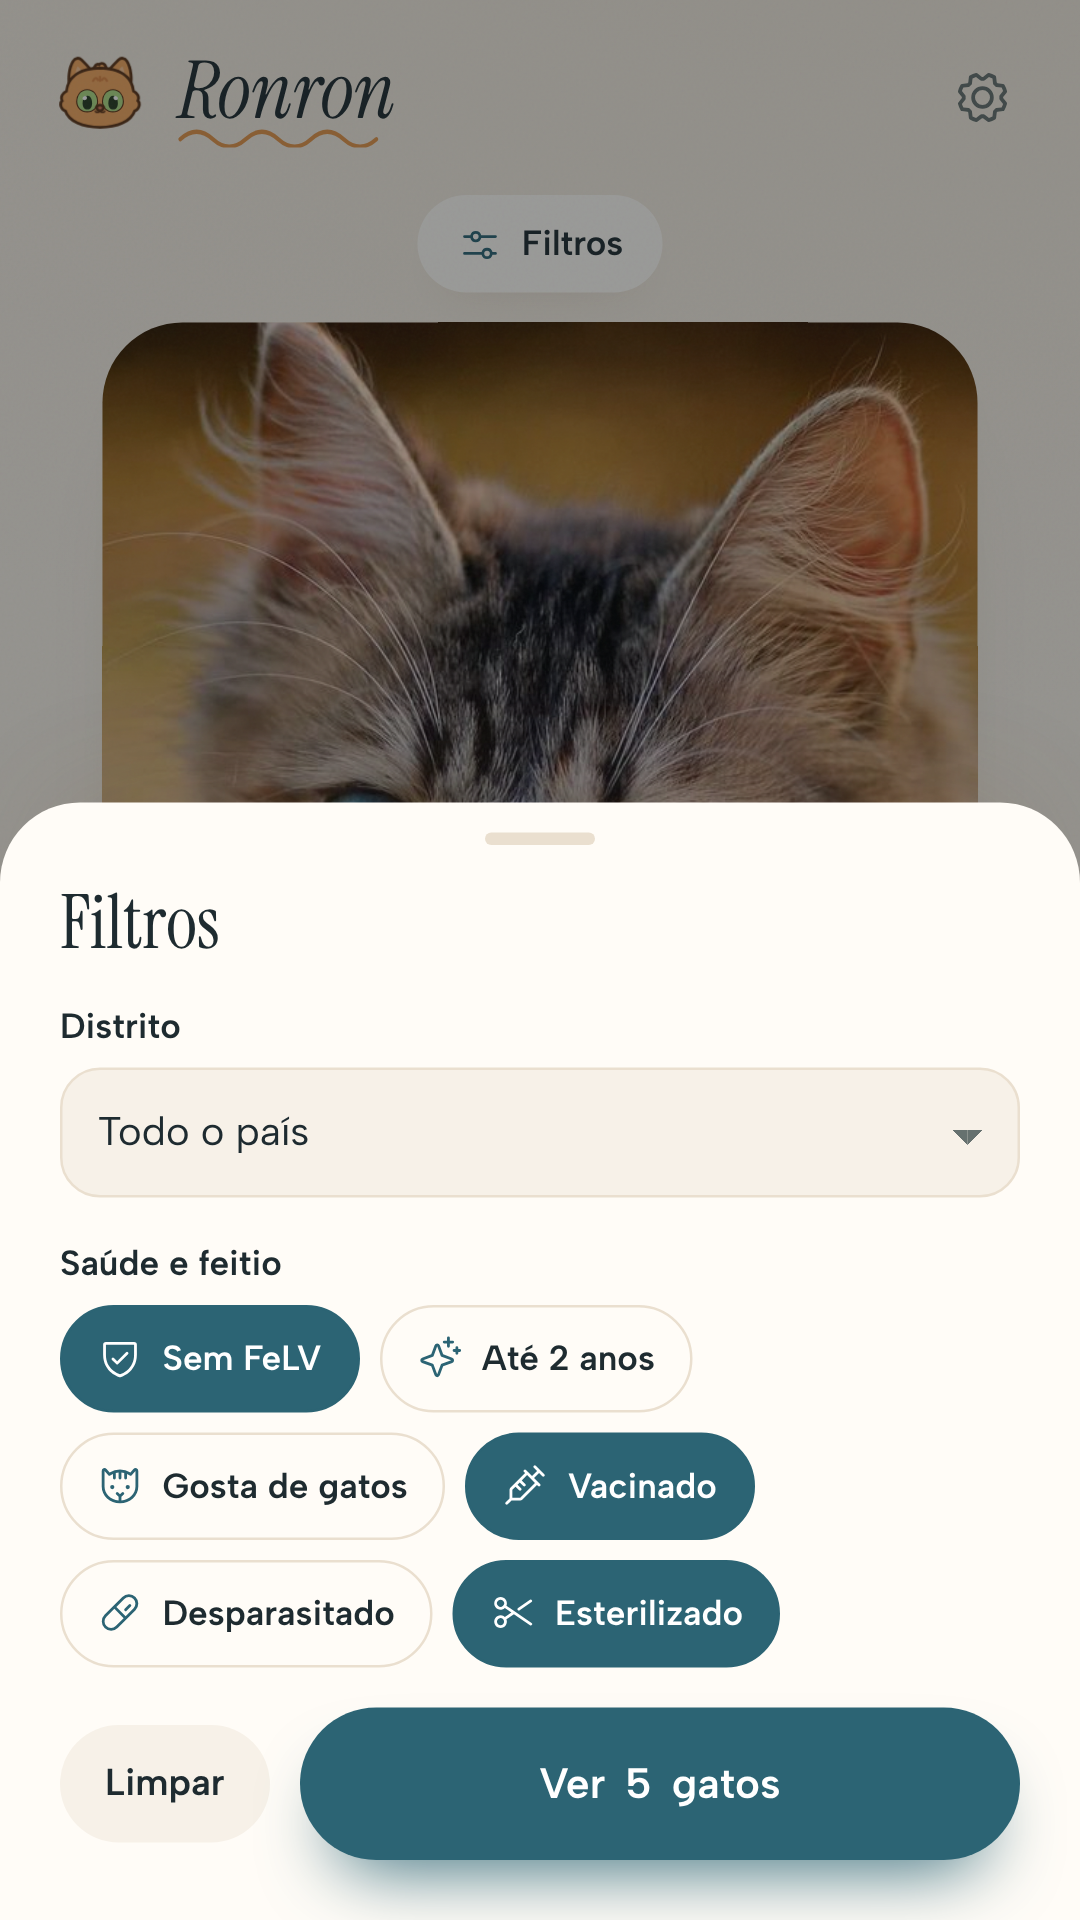 Ronron
Filtros
Filtros
Distrito
Todo o país
Saúde e feitio
Sem FeLV
Até 2 anos
Gosta de gatos
Vacinado
Desparasitado
Esterilizado
Limpar
Ver 5 gatos